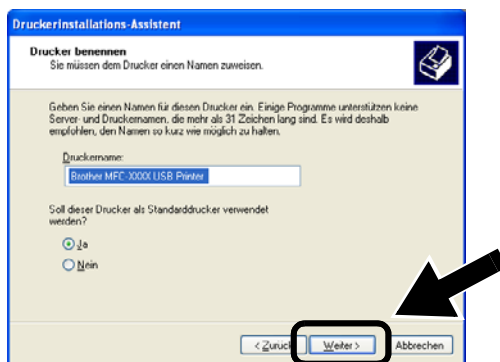 Druckerinstallations-Assistent
Drucker benennen
Sie müssen dem Drucker einen Namen zuweisen.
Geben Sie einen Namen für diesen Drucker ein. Einige Programme unterstützen keine
Server- und Druckernamen, die mehr als 31 Zeichen lang sind. Es wird deshalb
empfohlen, den Namen so kurz wie möglich zu halten.
Druckername:
Brother MFC-XXXX USB Printer
Soll dieser Drucker als Standarddrucker verwendet
werden?
Ja
Nein
< Zurück Weiter > Abbrechen